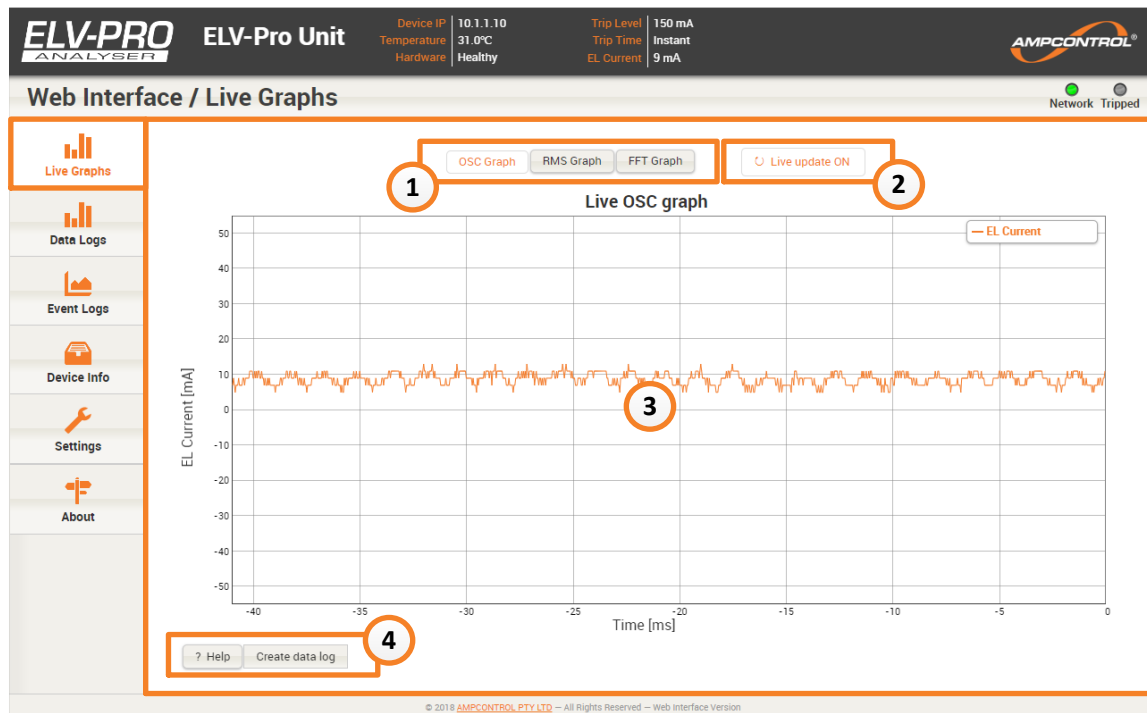 ELV-PRO
ANALYSER
ELV-Pro Unit
Device IP 10.1.1.10
Temperature 31.0°C
Hardware Healthy
Trip Level 150 mA
Trip Time Instant
EL Current 9 mA
AMPCONTROL®
Web Interface / Live Graphs
Network Tripped
Live Graphs
Data Logs
Event Logs
Device Info
Settings
About
OSC Graph RMS Graph FFT Graph
1
Live update ON
2
Live OSC graph
EL Current
EL Current [mA]
50
40
30
20
10
0
-10
-20
-30
-40
-50
3
-40 -35 -30 -25 -20 -15 -10 -5 0
Time [ms]
4
? Help Create data log
© 2018 AMPCONTROL PTY LTD — All Rights Reserved — Web Interface Version